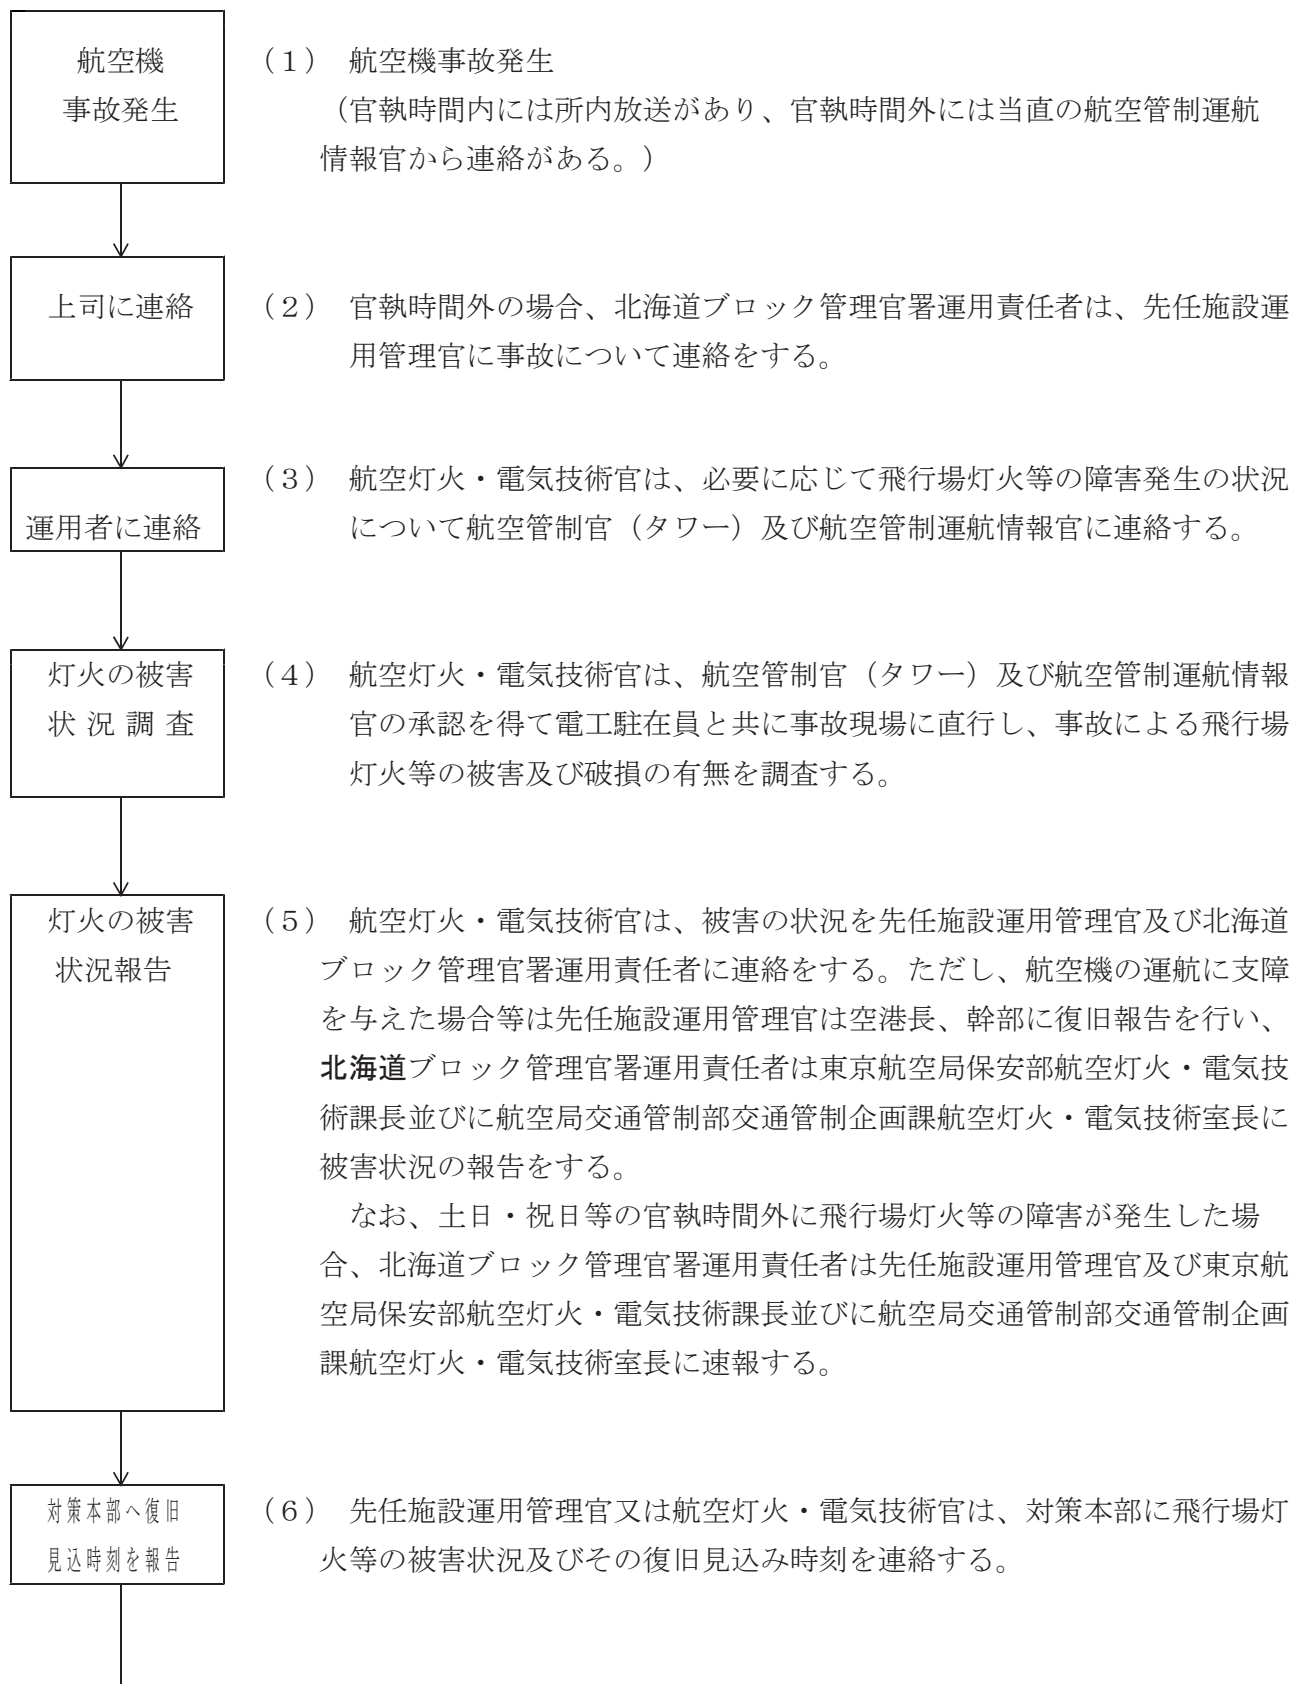 航空機
事故発生
（１） 航空機事故発生
（官執時間内には所内放送があり、官執時間外には当直の航空管制運航
情報官から連絡がある。）
上司に連絡
（２） 官執時間外の場合、北海道ブロック管理官署運用責任者は、先任施設運
用管理官に事故について連絡をする。
運用者に連絡
（３） 航空灯火・電気技術官は、必要に応じて飛行場灯火等の障害発生の状況
について航空管制官（タワー）及び航空管制運航情報官に連絡する。
灯火の被害
状 況 調 査
（４） 航空灯火・電気技術官は、航空管制官（タワー）及び航空管制運航情報
官の承認を得て電工駐在員と共に事故現場に直行し、事故による飛行場
灯火等の被害及び破損の有無を調査する。
灯火の被害
状況報告
（５） 航空灯火・電気技術官は、被害の状況を先任施設運用管理官及び北海道
ブロック管理官署運用責任者に連絡をする。ただし、航空機の運航に支障
を与えた場合等は先任施設運用管理官は空港長、幹部に復旧報告を行い、
北海道ブロック管理官署運用責任者は東京航空局保安部航空灯火・電気技
術課長並びに航空局交通管制部交通管制企画課航空灯火・電気技術室長に
被害状況の報告をする。
なお、土日・祝日等の官執時間外に飛行場灯火等の障害が発生した場
合、北海道ブロック管理官署運用責任者は先任施設運用管理官及び東京航
空局保安部航空灯火・電気技術課長並びに航空局交通管制部交通管制企画
課航空灯火・電気技術室長に速報する。
対策本部へ復旧
見込時刻を報告
（６） 先任施設運用管理官又は航空灯火・電気技術官は、対策本部に飛行場灯
火等の被害状況及びその復旧見込み時刻を連絡する。